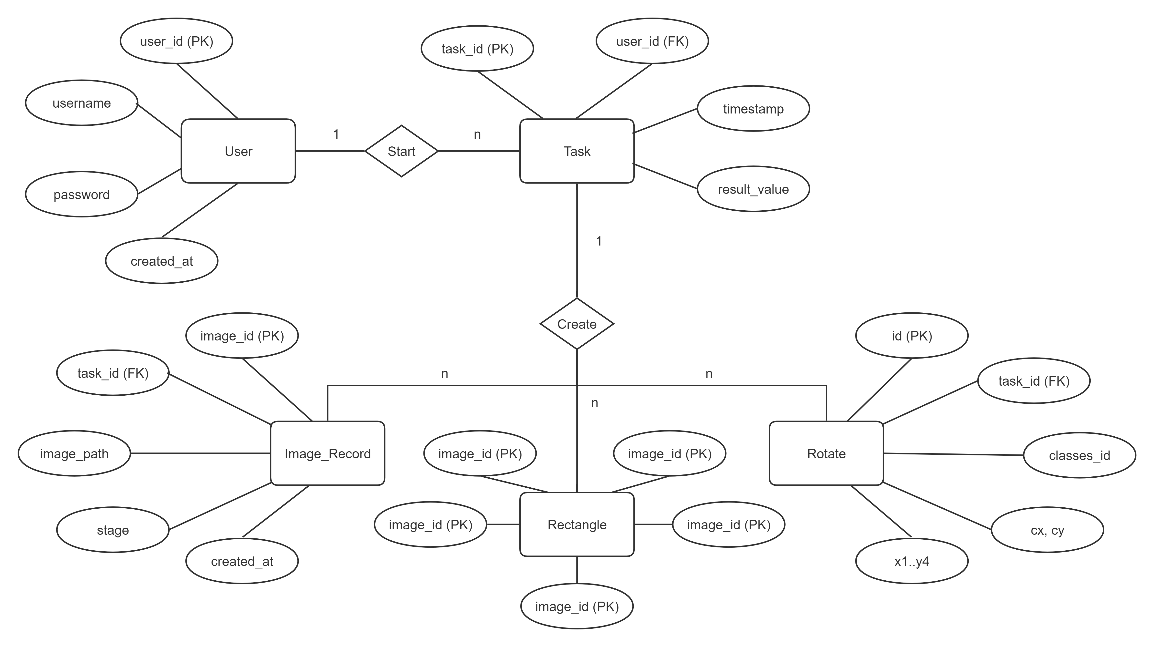 user_id (PK)
task_id (PK)
user_id (FK)
username
timestamp
1
n
User
Start
Task
password
result_value
created_at
1
Create
image_id (PK)
id (PK)
task_id (FK)
n
n
task_id (FK)
n
image_path
Image_Record
image_id (PK)
image_id (PK)
Rotate
classes_id
image_id (PK)
Rectangle
image_id (PK)
stage
cx, cy
created_at
x1..y4
image_id (PK)